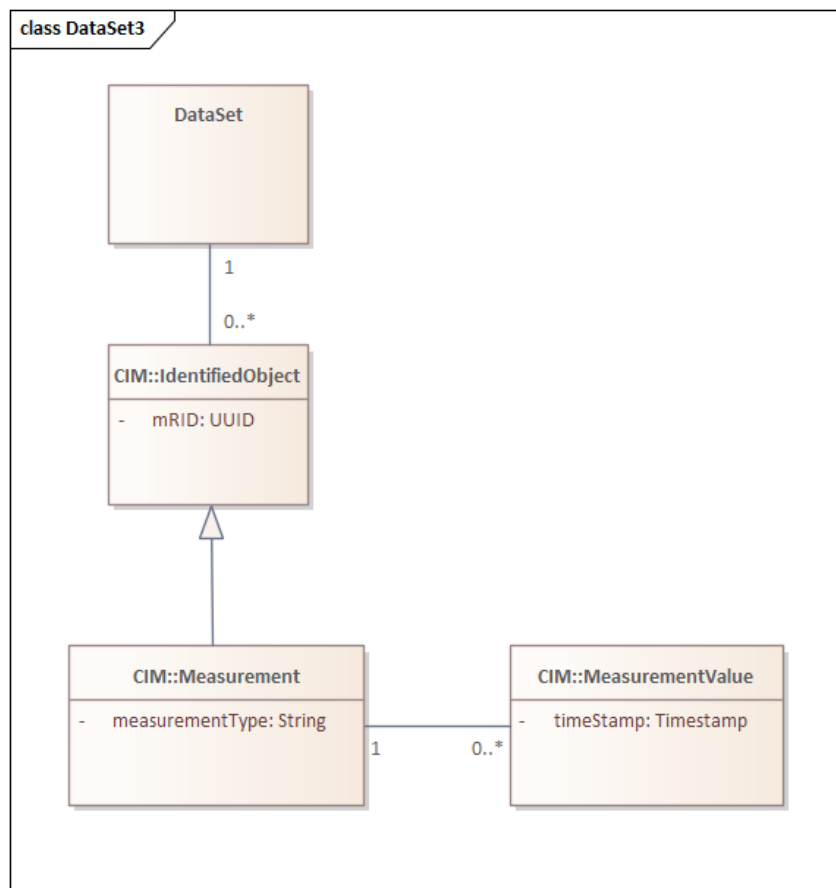 class DataSet3
DataSet
1
0..*
CIM::IdentifiedObject
- mRID: UUID
CIM::Measurement
- measurementType: String
1
0..*
CIM::MeasurementValue
- timeStamp: Timestamp